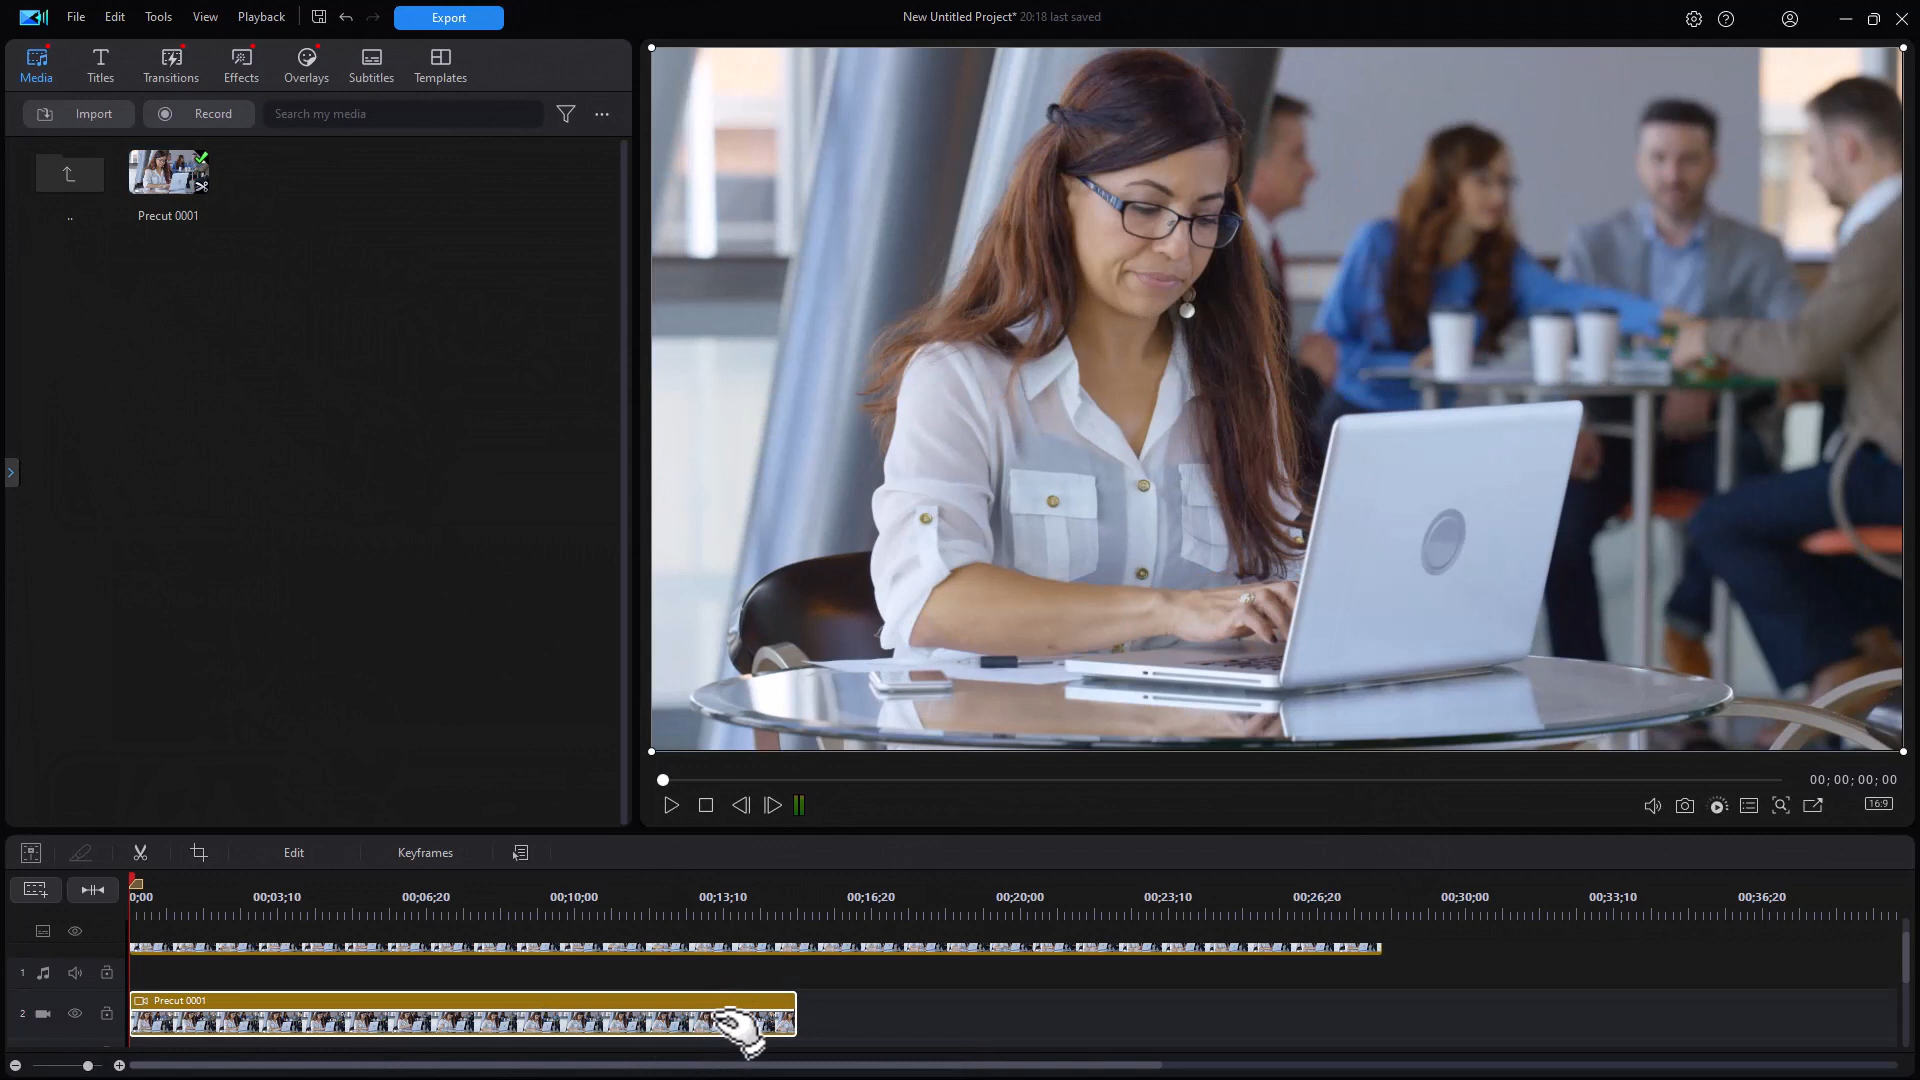 File Edit Tools View Playback Export New Untitled Project* 20:18 last saved
Media Titles Transitions Effects Overlays Subtitles Templates
Import Record Search my media
.. Precut 0001
00;00;00;00
16:9
Edit Keyframes
0;00 00;03;10 00;06;20 00;10;00 00;13;10 00;16;20 00;20;00 00;23;10 00;26;20 00;30;00 00;33;10 00;36;20
1
Precut 0001
2